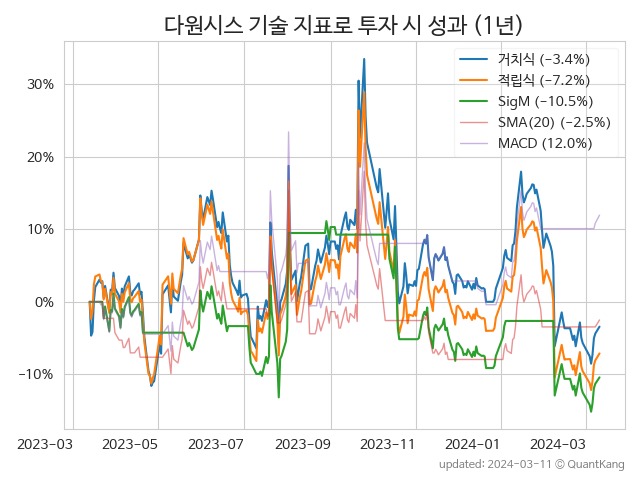 다원시스 기술 지표로 투자 시 성과 (1년)
거치식 (-3.4%)
적립식 (-7.2%)
SigM (-10.5%)
SMA(20) (-2.5%)
MACD (12.0%)
30%
20%
10%
0%
-10%
2023-03
2023-05
2023-07
2023-09
2023-11
2024-01
2024-03
updated: 2024-03-11 © QuantKang